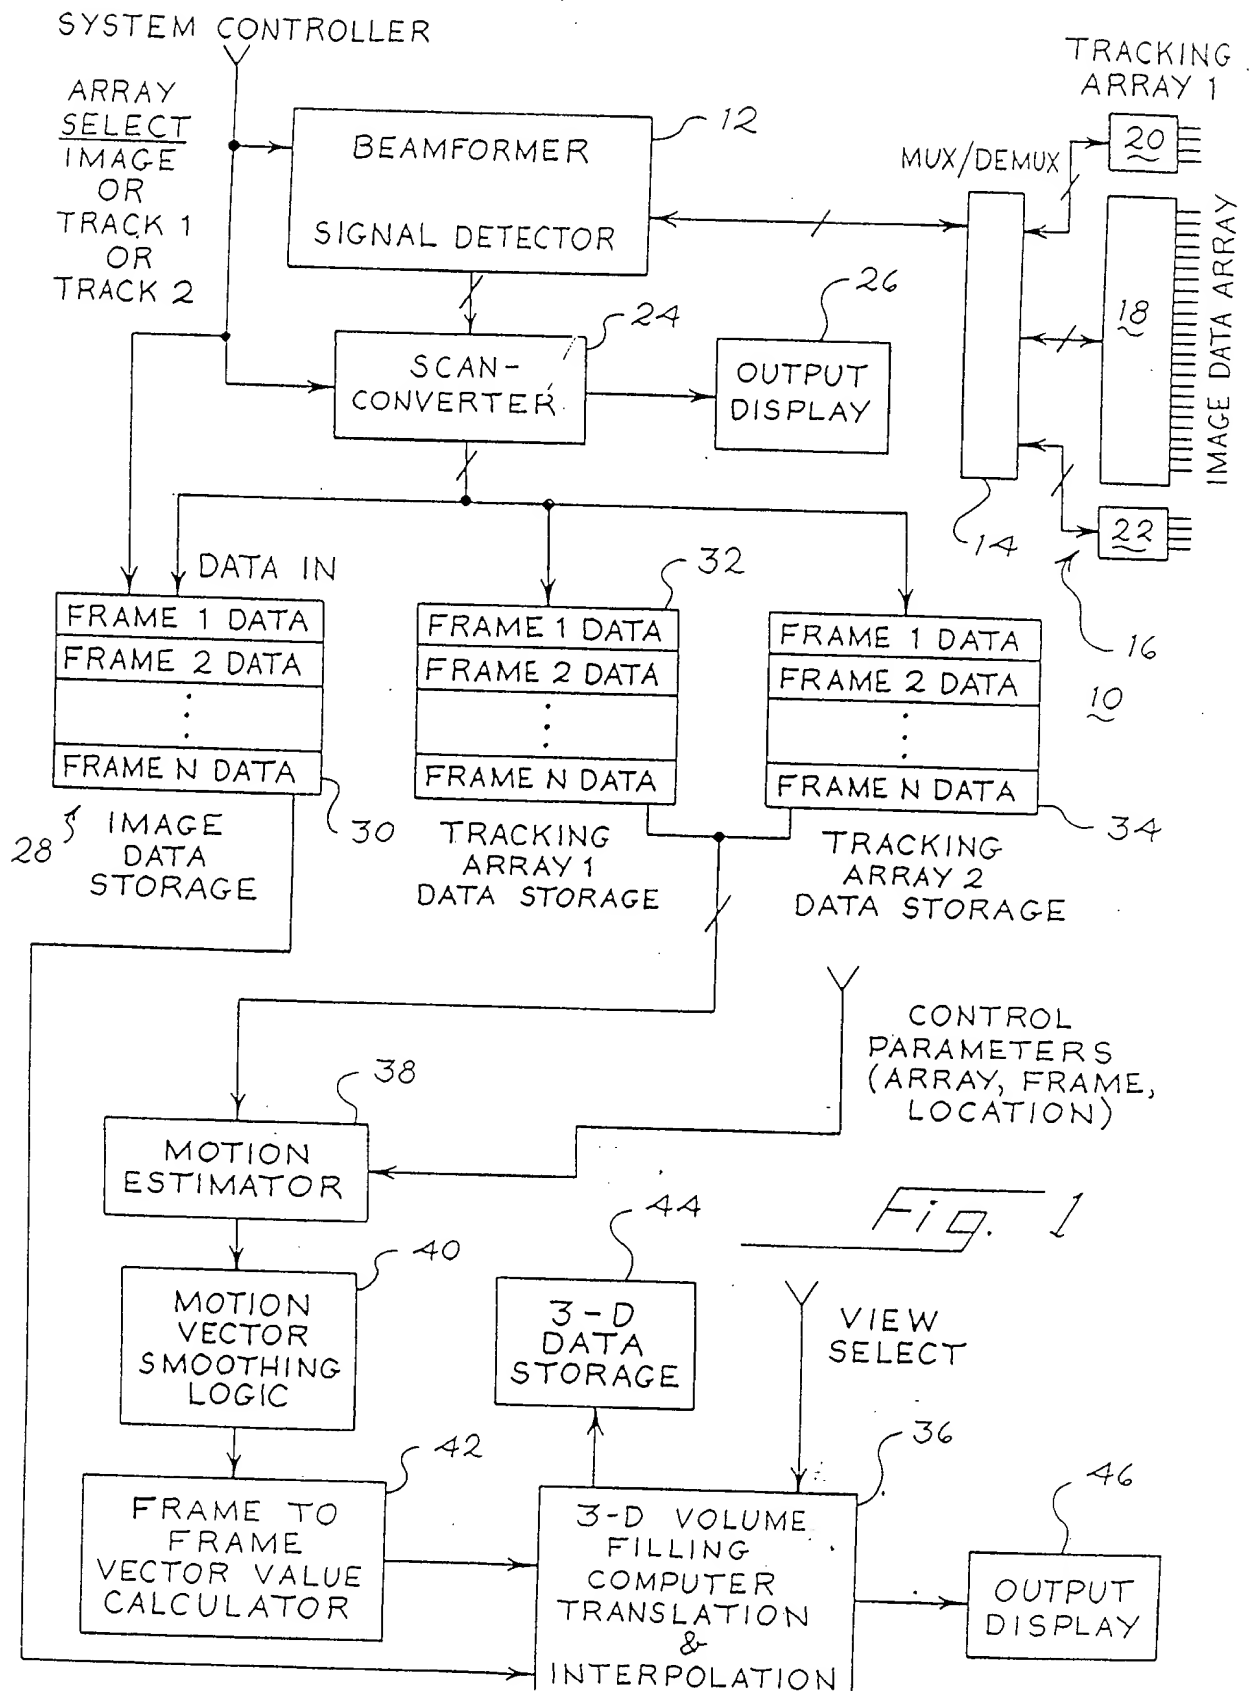 SYSTEM CONTROLLER
ARRAY
SELECT
IMAGE
OR
TRACK 1
OR
TRACK 2
BEAMFORMER
SIGNAL DETECTOR
12
MUX/DEMUX
TRACKING
ARRAY 1
20
18
IMAGE DATA ARRAY
22
14
16
10
SCAN-
CONVERTER
24
OUTPUT
DISPLAY
26
DATA IN
FRAME 1 DATA
FRAME 2 DATA
FRAME N DATA
28
30
IMAGE
DATA
STORAGE
32
FRAME 1 DATA
FRAME 2 DATA
FRAME N DATA
TRACKING
ARRAY 1
DATA STORAGE
FRAME 1 DATA
FRAME 2 DATA
FRAME N DATA
34
TRACKING
ARRAY 2
DATA STORAGE
CONTROL
PARAMETERS
(ARRAY, FRAME,
LOCATION)
38
MOTION
ESTIMATOR
Fig. 1
40
MOTION
VECTOR
SMOOTHING
LOGIC
44
3-D
DATA
STORAGE
VIEW
SELECT
42
FRAME TO
FRAME
VECTOR VALUE
CALCULATOR
36
3-D VOLUME
FILLING
COMPUTER
TRANSLATION
&
INTERPOLATION
46
OUTPUT
DISPLAY